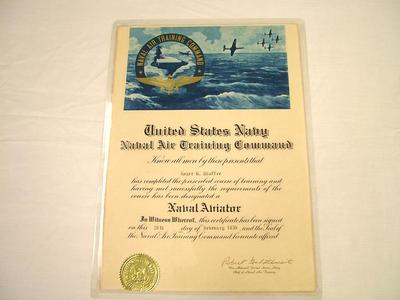 NAVAL AIR TRAINING COMMAND
United States Navy
Naval Air Training Command
Know all men by these presents that
has completed the prescribed course of training and
having met successfully the requirements of the
course has been designated a
Naval Aviator
In Witness Whereof, this certificate has been signed
on this day of February and the Seal of
the Naval Air Training Command hereunto affixed